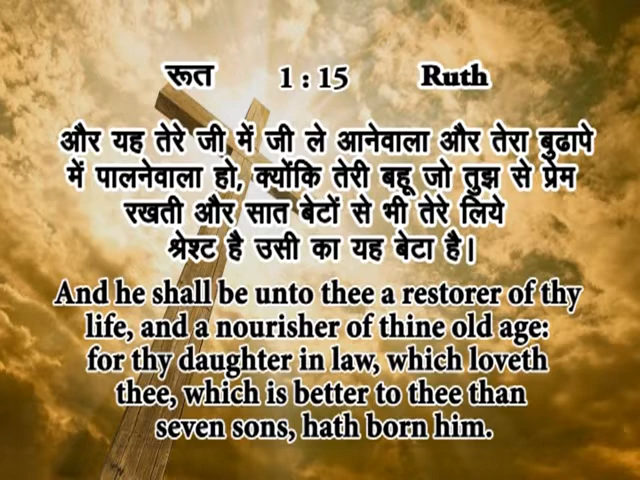 रूत 1 : 15 Ruth
और यह तेरे जी में जी ले आनेवाला और तेरा बुढापे
में पालनेवाला हो, क्योंकि तेरी बहू जो तुझ से प्रेम
रखती और सात बेटों से भी तेरे लिये
श्रेश्ट है उसी का यह बेटा है।
And he shall be unto thee a restorer of thy
life, and a nourisher of thine old age:
for thy daughter in law, which loveth
thee, which is better to thee than
seven sons, hath born him.